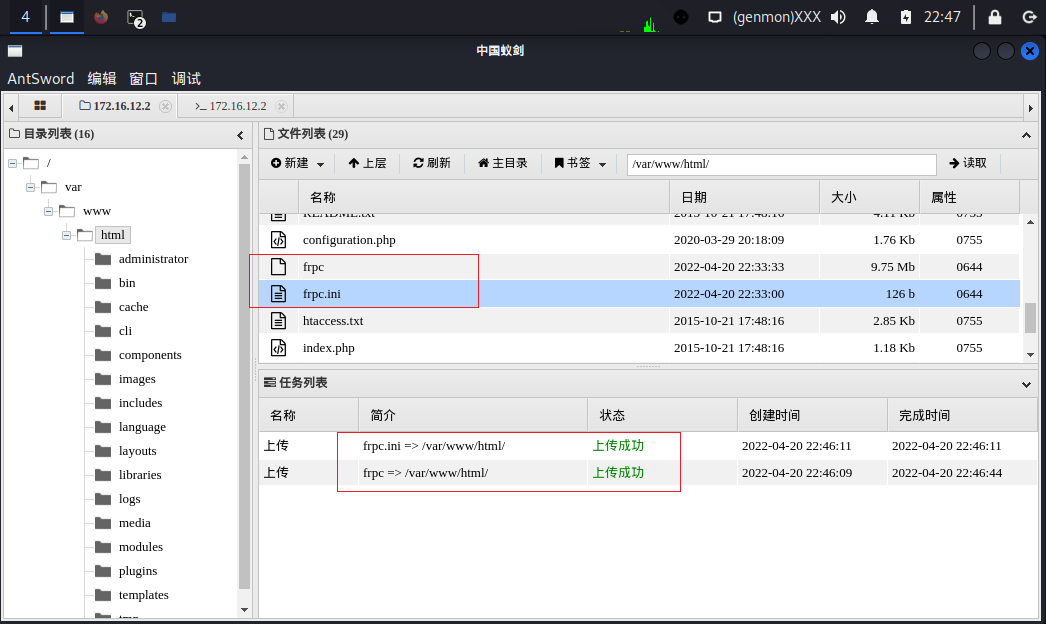 4 2 (genmon)XXX 22:47
中国蚁剑
AntSword 编辑 窗口 调试
172.16.12.2 >_ 172.16.12.2
目录列表 (16)
/
var
www
html
administrator
bin
cache
cli
components
images
includes
language
layouts
libraries
logs
media
modules
plugins
templates
tmp
文件列表 (29)
新建 上层 刷新 主目录 书签 /var/www/html/ 读取
名称 日期 大小 属性
README.txt 2015-10-21 17:48:16 4.11 Kb 0755
configuration.php 2020-03-29 20:18:09 1.76 Kb 0755
frpc 2022-04-20 22:33:33 9.75 Mb 0644
frpc.ini 2022-04-20 22:33:00 126 b 0644
htaccess.txt 2015-10-21 17:48:16 2.85 Kb 0755
index.php 2015-10-21 17:48:16 1.18 Kb 0755
任务列表
名称 简介 状态 创建时间 完成时间
上传 frpc.ini => /var/www/html/ 上传成功 2022-04-20 22:46:11 2022-04-20 22:46:11
上传 frpc => /var/www/html/ 上传成功 2022-04-20 22:46:09 2022-04-20 22:46:44